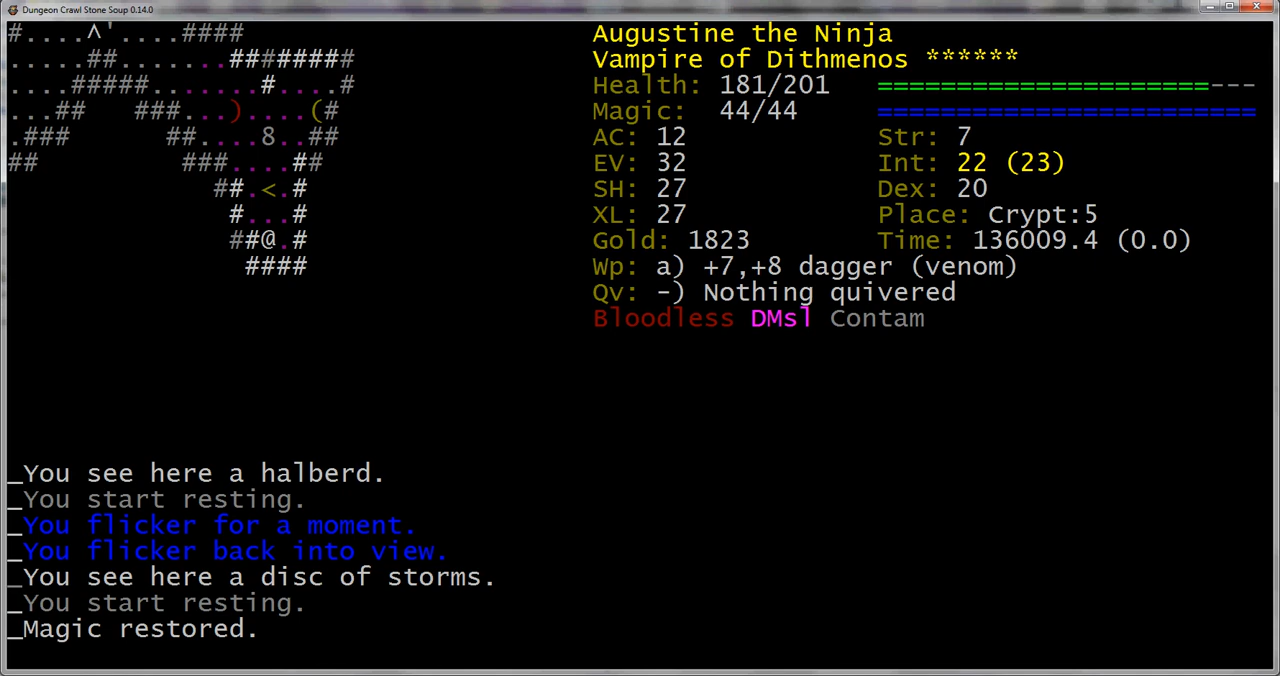 Dungeon Crawl Stone Soup 0.14.0
#....^'....####
.....##.......########
....#####.......#....#
...##   ###...)....(#
.###      ##....8..##
##         ###....##
##.<.#
#...#
##@.#
####
Augustine the Ninja
Vampire of Dithmenos ******
Health: 181/201 =====================---
Magic: 44/44 ========================
AC: 12 Str: 7
EV: 32 Int: 22 (23)
SH: 27 Dex: 20
XL: 27 Place: Crypt:5
Gold: 1823 Time: 136009.4 (0.0)
Wp: a) +7,+8 dagger (venom)
Qv: -) Nothing quivered
Bloodless DMsl Contam
_You see here a halberd.
_You start resting.
_You flicker for a moment.
_You flicker back into view.
_You see here a disc of storms.
_You start resting.
_Magic restored.